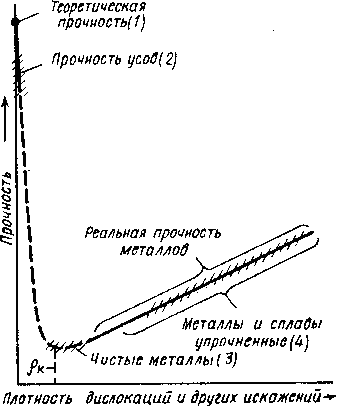 Теоретическая
прочность(1)
Прочность усов(2)
Прочность
Реальная прочность
металлов
Металлы и сплавы
упрочненные(4)
Чистые металлы(3)
ρк
Плотность дислокаций и других искажений